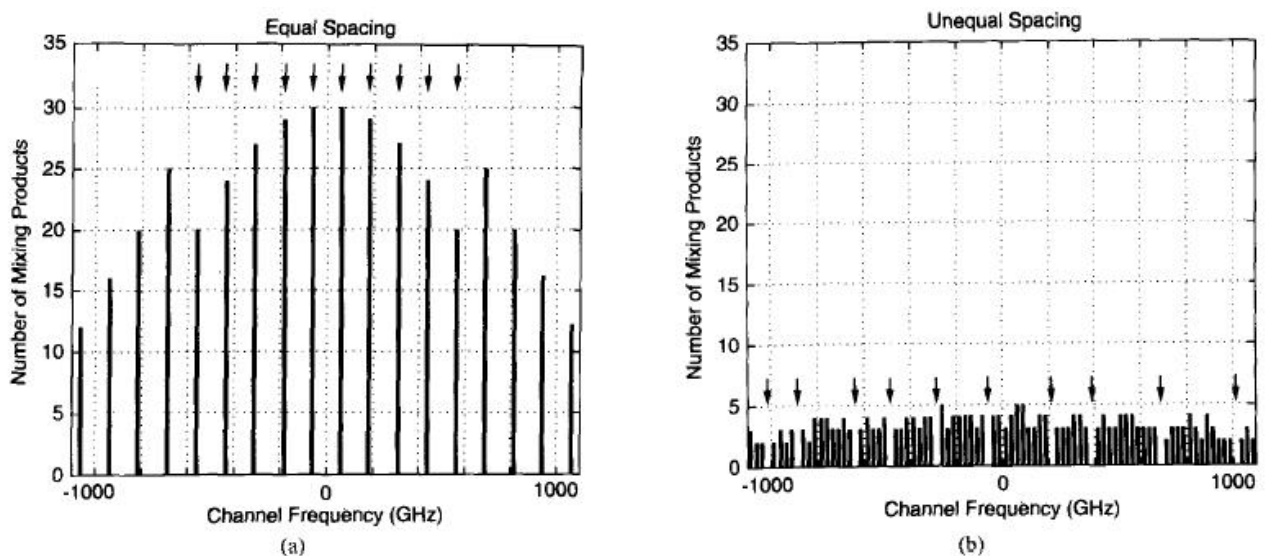 Equal Spacing
35
30
25
20
15
10
5
0
Number of Mixing Products
-1000
0
1000
Channel Frequency (GHz)
(a)
Unequal Spacing
35
30
25
20
15
10
5
0
Number of Mixing Products
-1000
0
1000
Channel Frequency (GHz)
(b)